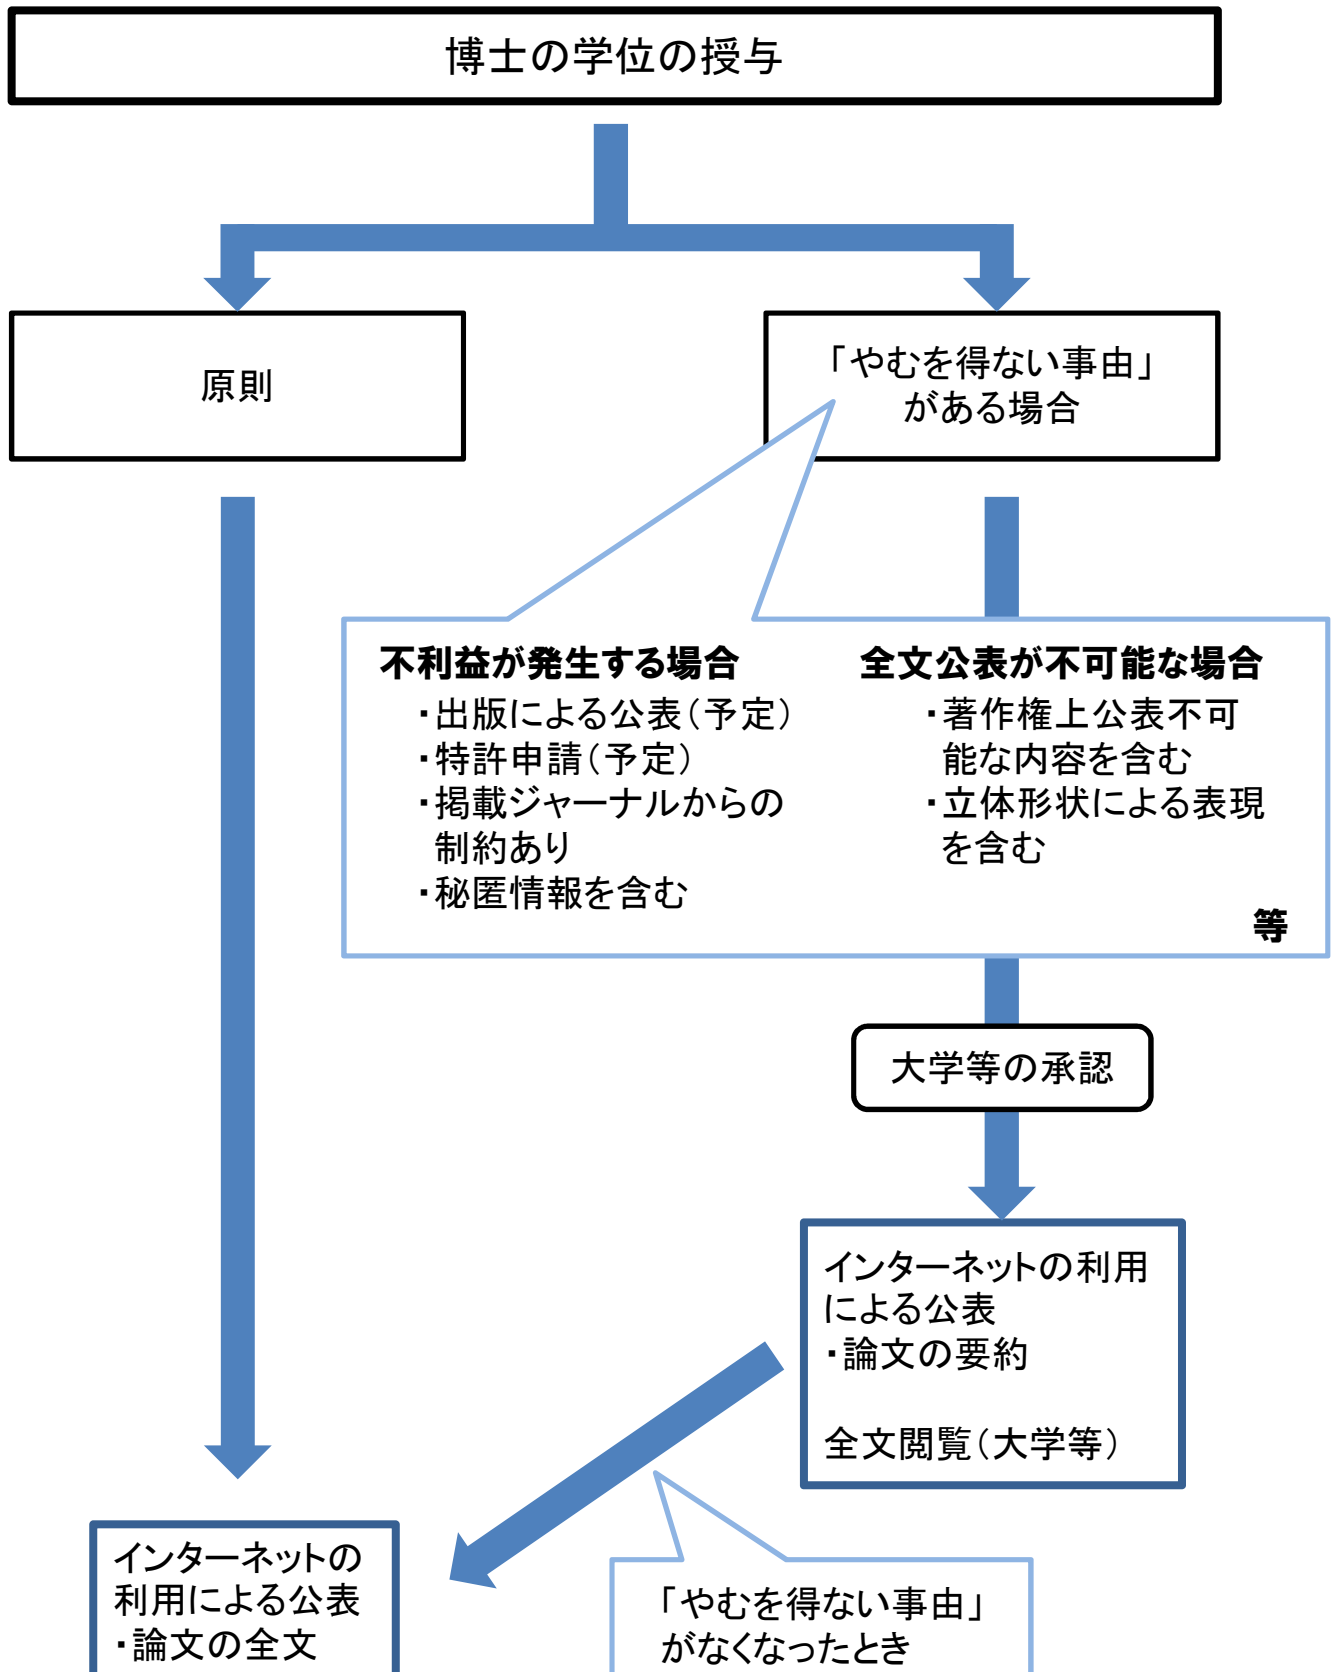 博士の学位の授与
原則
「やむを得ない事由」
がある場合
不利益が発生する場合
・出版による公表(予定)
・特許申請(予定)
・掲載ジャーナルからの
制約あり
・秘匿情報を含む
全文公表が不可能な場合
・著作権上公表不可
能な内容を含む
・立体形状による表現
を含む
等
大学等の承認
インターネットの利用
による公表
・論文の要約
全文閲覧(大学等)
インターネットの
利用による公表
・論文の全文
「やむを得ない事由」
がなくなったとき